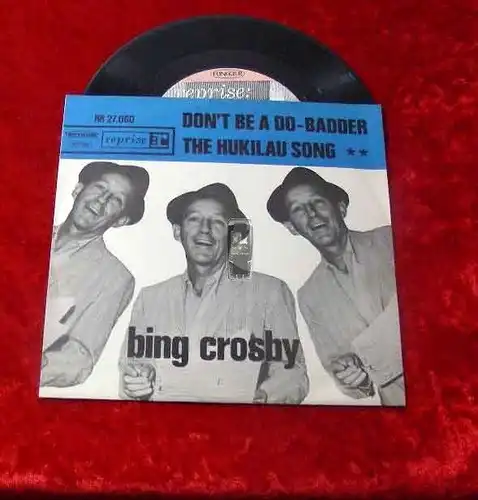 reprise:
RR 27.060
DON'T BE A DO-BADDER
reprise
THE HUKILAU SONG ★★
bing crosby